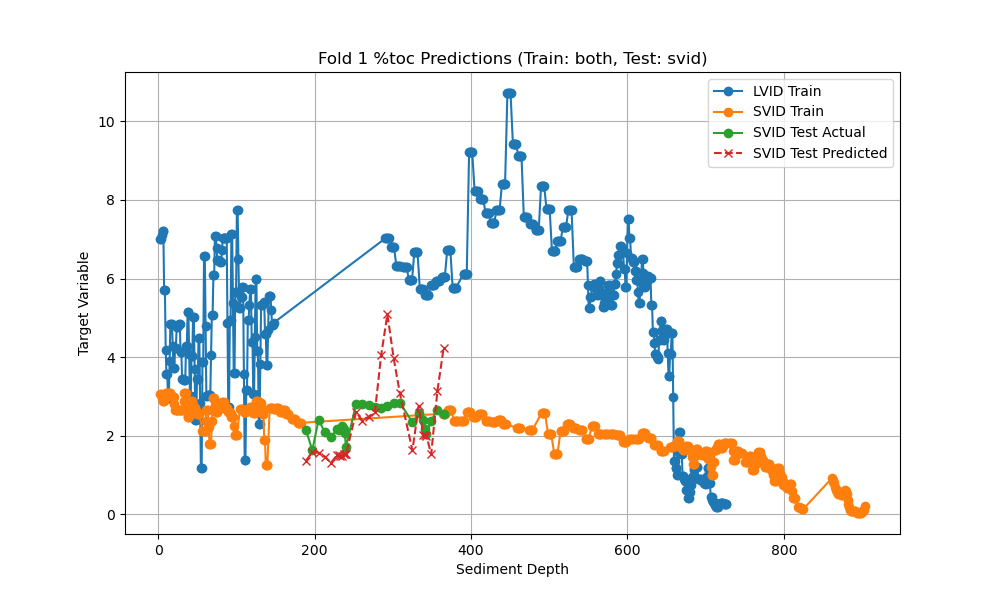 Fold 1 %toc Predictions (Train: both, Test: svid)
LVID Train
SVID Train
SVID Test Actual
SVID Test Predicted
Target Variable
10
8
6
4
2
0
0 200 400 600 800
Sediment Depth